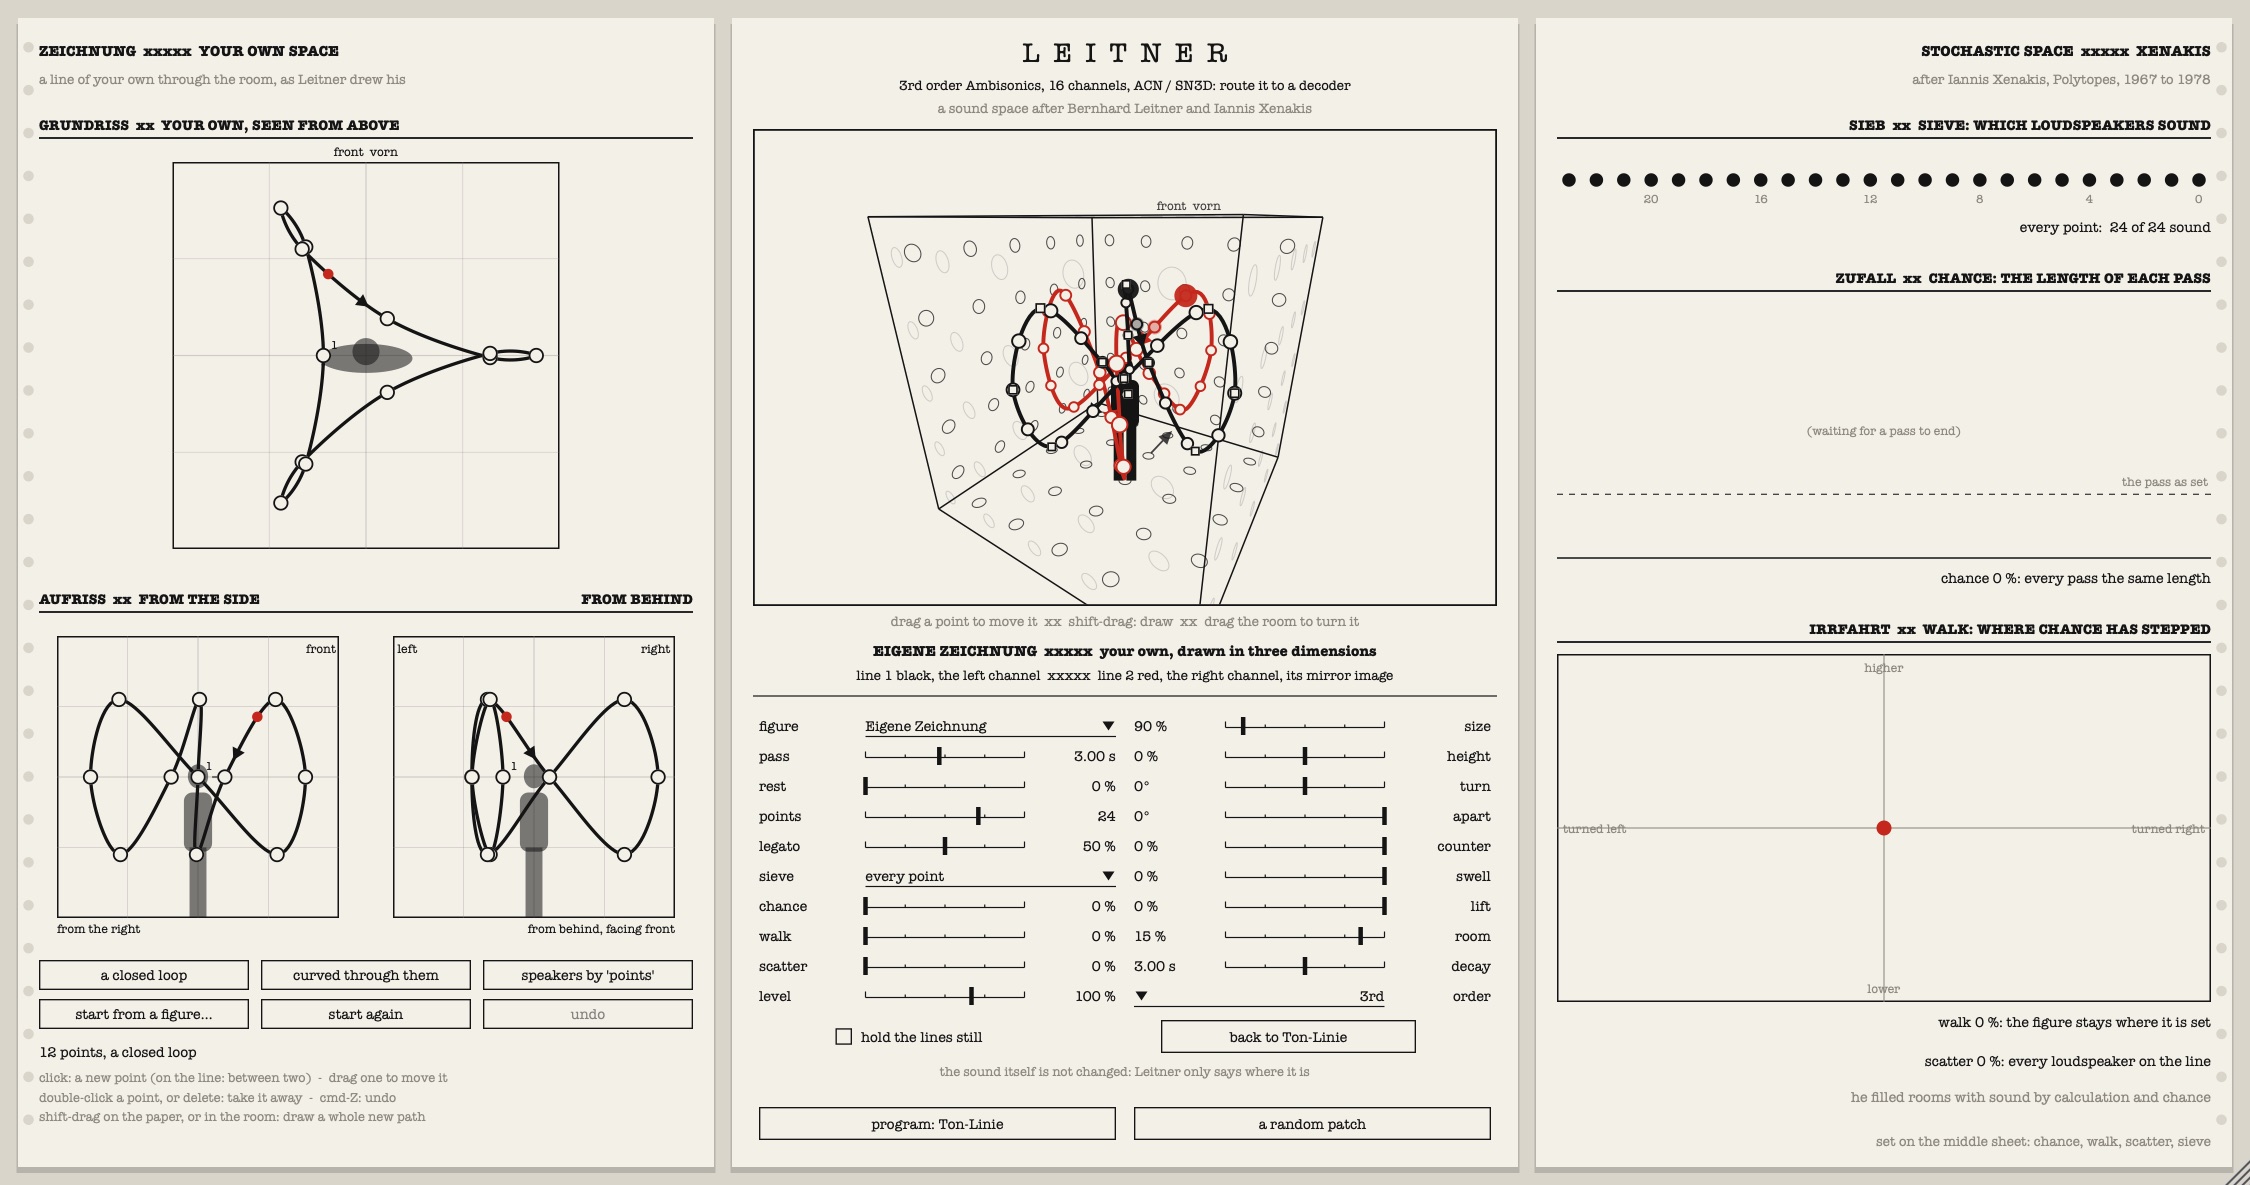 ZEICHNUNG xxxxx YOUR OWN SPACE
a line of your own through the room, as Leitner drew his
GRUNDRISS xx YOUR OWN, SEEN FROM ABOVE
front vorn
1
AUFRISS xx FROM THE SIDE
FROM BEHIND
front
1
left
right
1
from the right
from behind, facing front
a closed loop
curved through them
speakers by 'points'
start from a figure...
start again
undo
12 points, a closed loop
click: a new point (on the line: between two) - drag one to move it
double-click a point, or delete: take it away - cmd-Z: undo
shift-drag on the paper, or in the room: draw a whole new path
LEITNER
3rd order Ambisonics, 16 channels, ACN / SN3D: route it to a decoder
a sound space after Bernhard Leitner and Iannis Xenakis
front vorn
drag a point to move it xx shift-drag: draw xx drag the room to turn it
EIGENE ZEICHNUNG xxxxx your own, drawn in three dimensions
line 1 black, the left channel xxxxx line 2 red, the right channel, its mirror image
figure Eigene Zeichnung 90 % size
pass 3.00 s 0 % height
rest 0 % 0° turn
points 24 0° apart
legato 50 % 0 % counter
sieve every point 0 % swell
chance 0 % 0 % lift
walk 0 % 15 % room
scatter 0 % 3.00 s decay
level 100 % 3rd order
hold the lines still
back to Ton-Linie
the sound itself is not changed: Leitner only says where it is
program: Ton-Linie
a random patch
STOCHASTIC SPACE xxxxx XENAKIS
after Iannis Xenakis, Polytopes, 1967 to 1978
SIEB xx SIEVE: WHICH LOUDSPEAKERS SOUND
20 16 12 8 4 0
every point: 24 of 24 sound
ZUFALL xx CHANCE: THE LENGTH OF EACH PASS
(waiting for a pass to end)
the pass as set
chance 0 %: every pass the same length
IRRFAHRT xx WALK: WHERE CHANCE HAS STEPPED
higher
turned left
turned right
lower
walk 0 %: the figure stays where it is set
scatter 0 %: every loudspeaker on the line
he filled rooms with sound by calculation and chance
set on the middle sheet: chance, walk, scatter, sieve